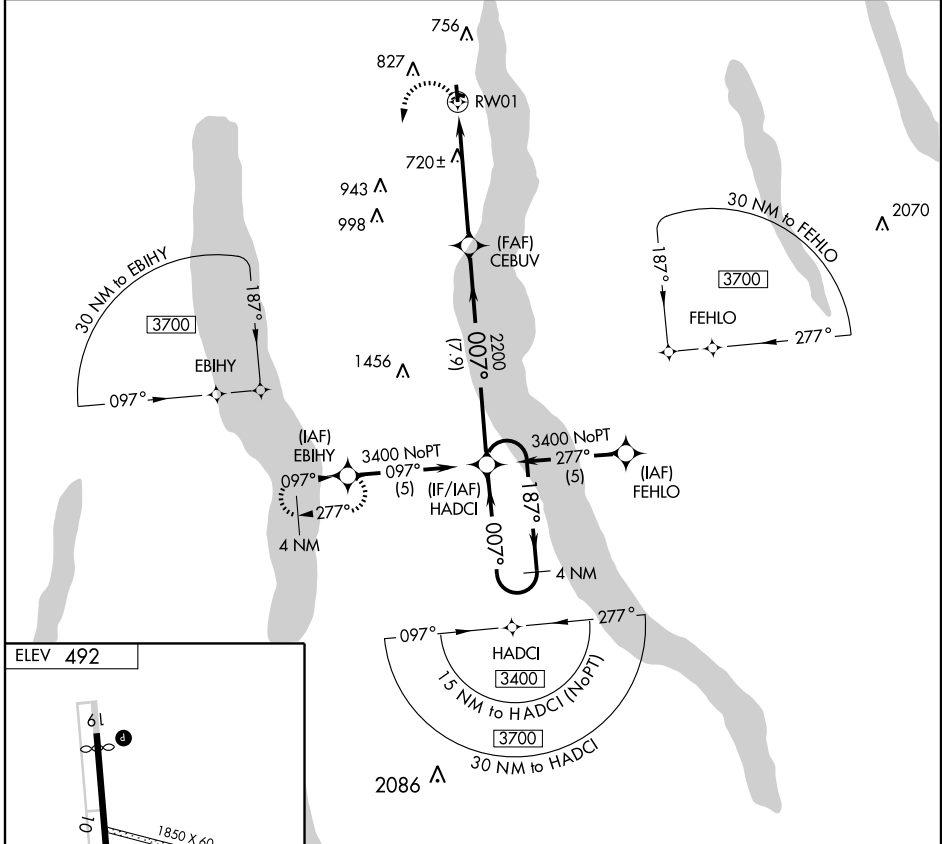 756
827
RW01
720±
943
998
2070
30 NM to FEHLO
187°
3700
FEHLO
277°
(FAF)
CEBUV
30 NM to EBIHY
187°
3700
EBIHY
097°
2200
007°
(7.9)
1456
(IAF)
EBIHY
3400 NoPT
097°
(5)
097°
277°
4 NM
(IF/IAF)
HADCI
3400 NoPT
277°
(5)
(IAF)
FEHLO
187°
007°
4 NM
097°
277°
HADCI
3400
15 NM to HADCI (NoPT)
3700
30 NM to HADCI
2086
ELEV 492
19
P
01
1850 X 60